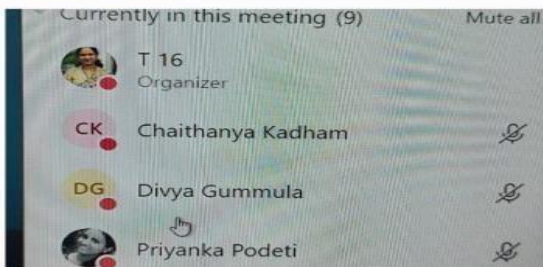 Currently in this meeting (9) Mute all
T 16
Organizer
CK Chaithanya Kadham
DG Divya Gummula
Priyanka Podeti